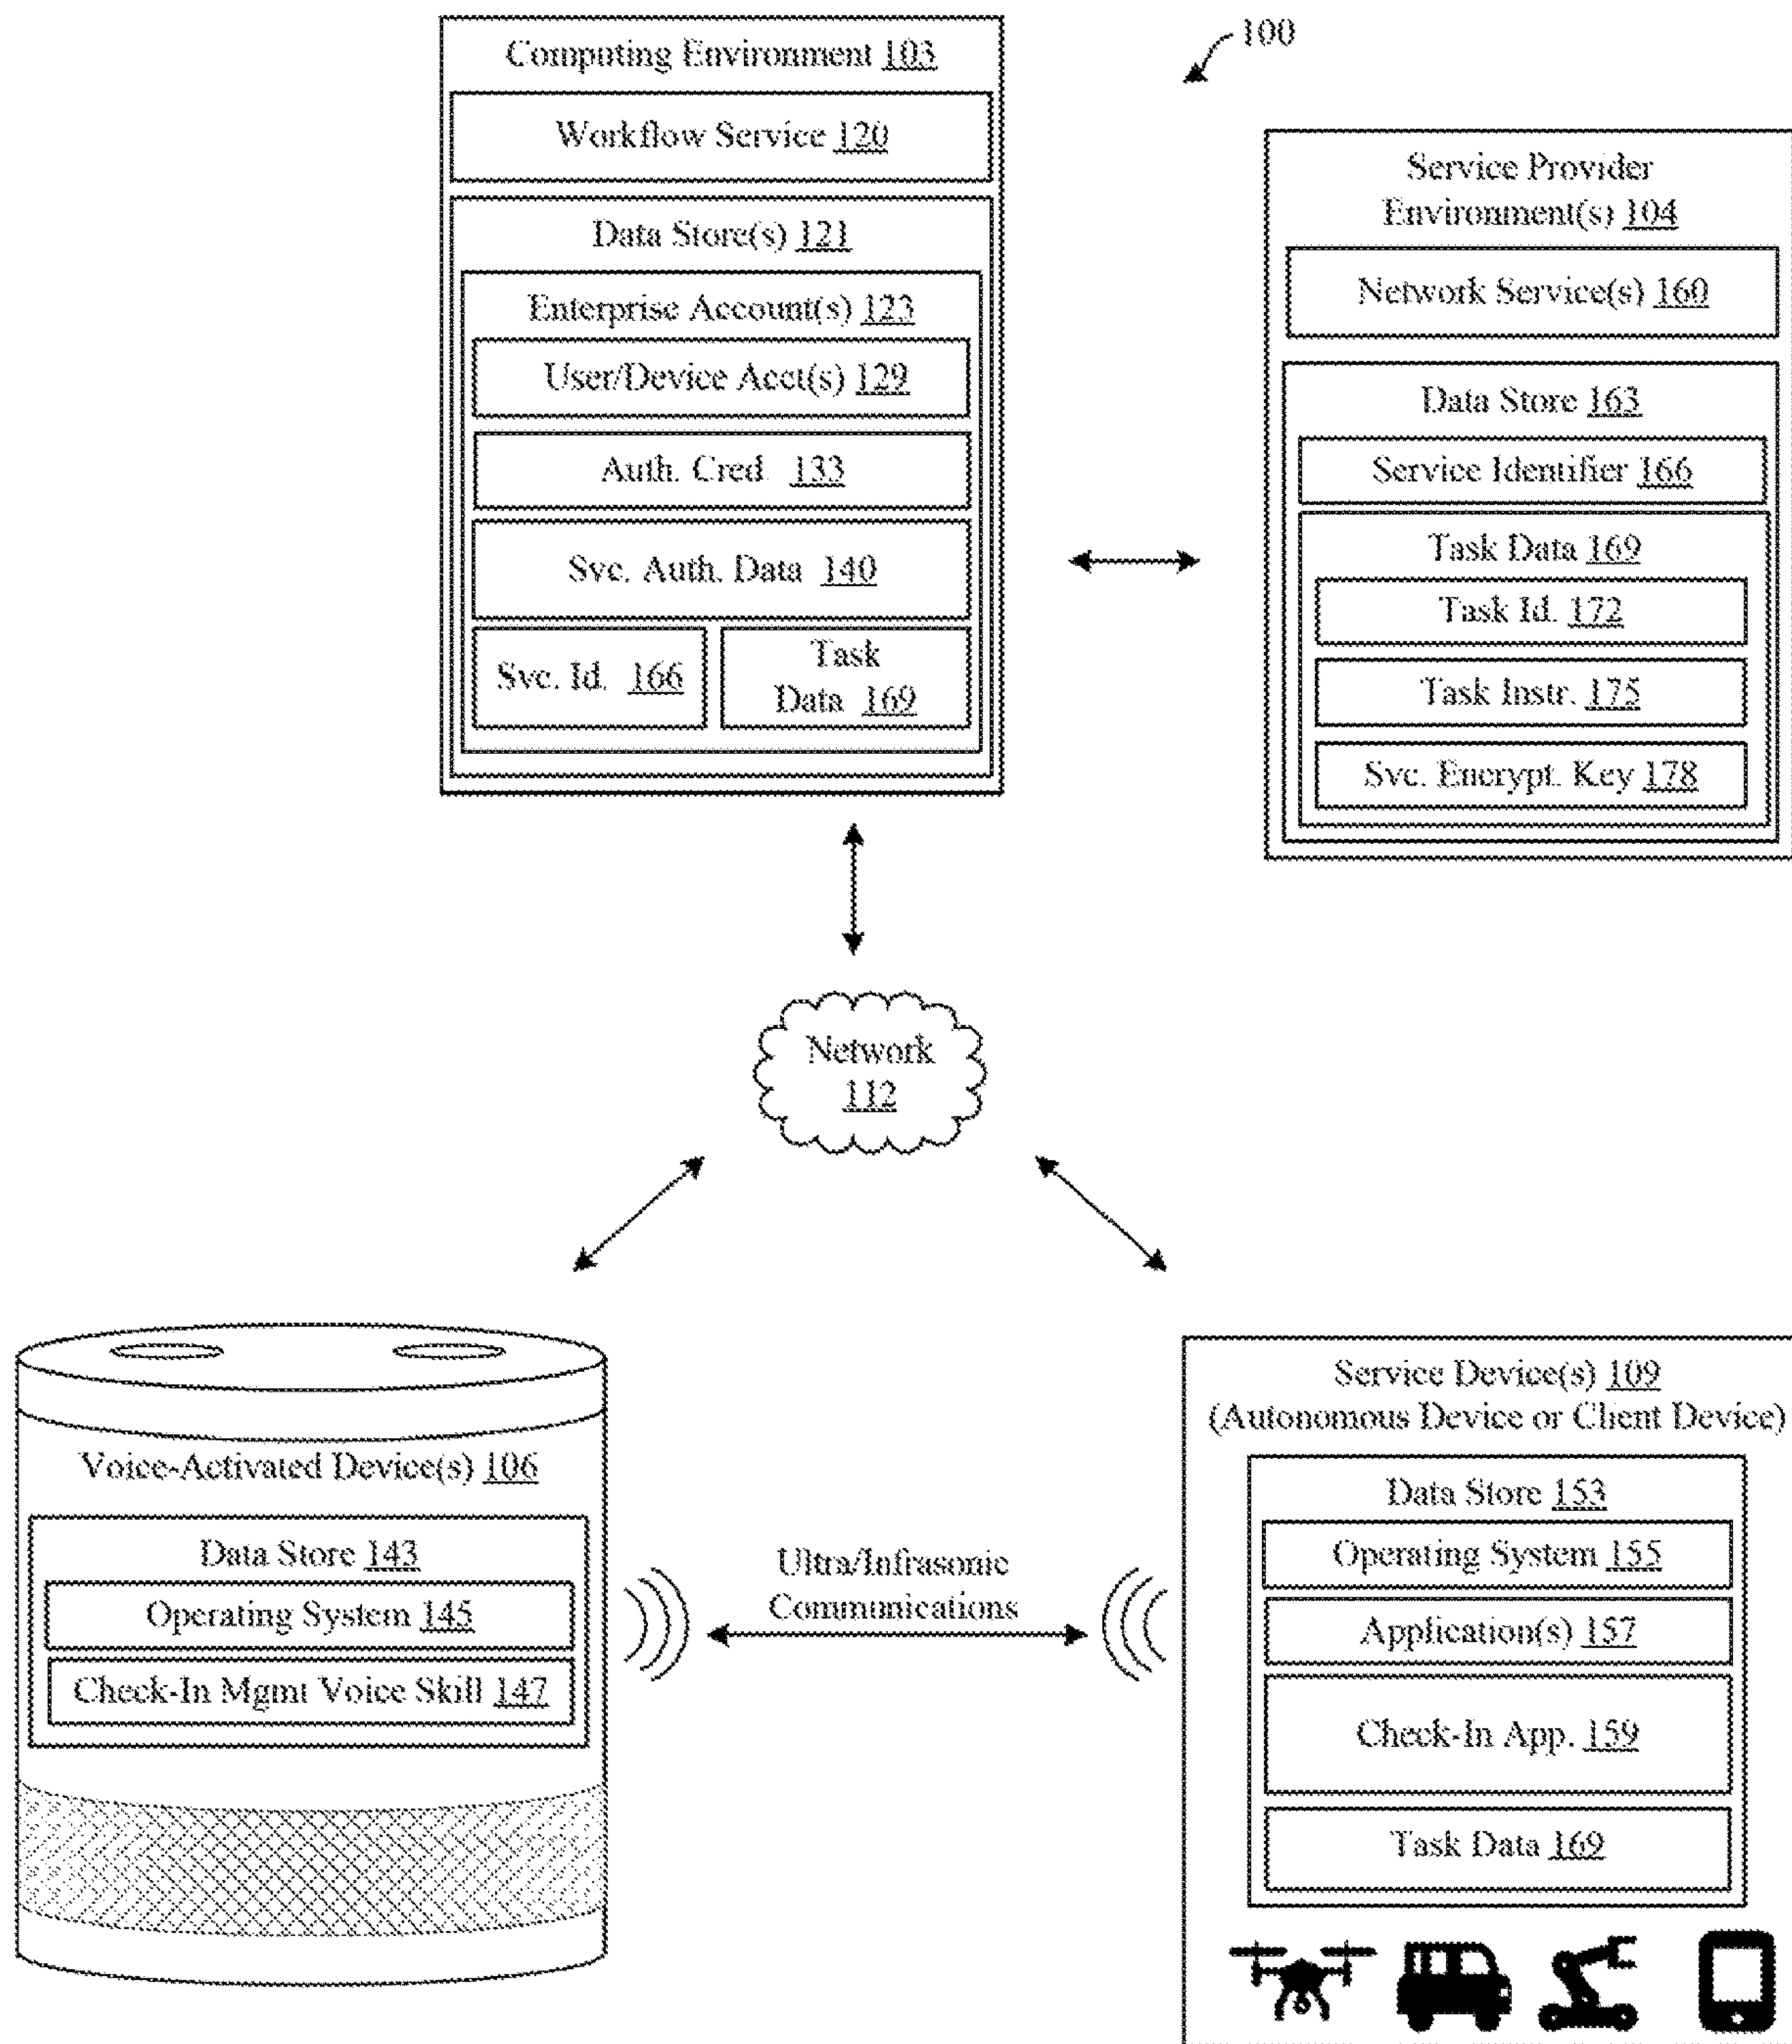 100
Computing Environment 103
Workflow Service 120
Data Store(s) 121
Enterprise Account(s) 123
User/Device Acct(s) 129
Auth. Cred. 133
Svc. Auth. Data 140
Svc. Id. 166
Task
Data 169
Service Provider
Environment(s) 104
Network Service(s) 160
Data Store 163
Service Identifier 166
Task Data 169
Task Id. 172
Task Instr. 175
Svc. Encrypt. Key 178
Network
112
Voice-Activated Device(s) 106
Data Store 143
Operating System 145
Check-In Mgmt Voice Skill 147
Ultra/Infrasonic
Communications
Service Device(s) 109
(Autonomous Device or Client Device)
Data Store 153
Operating System 155
Application(s) 157
Check-In App. 159
Task Data 169